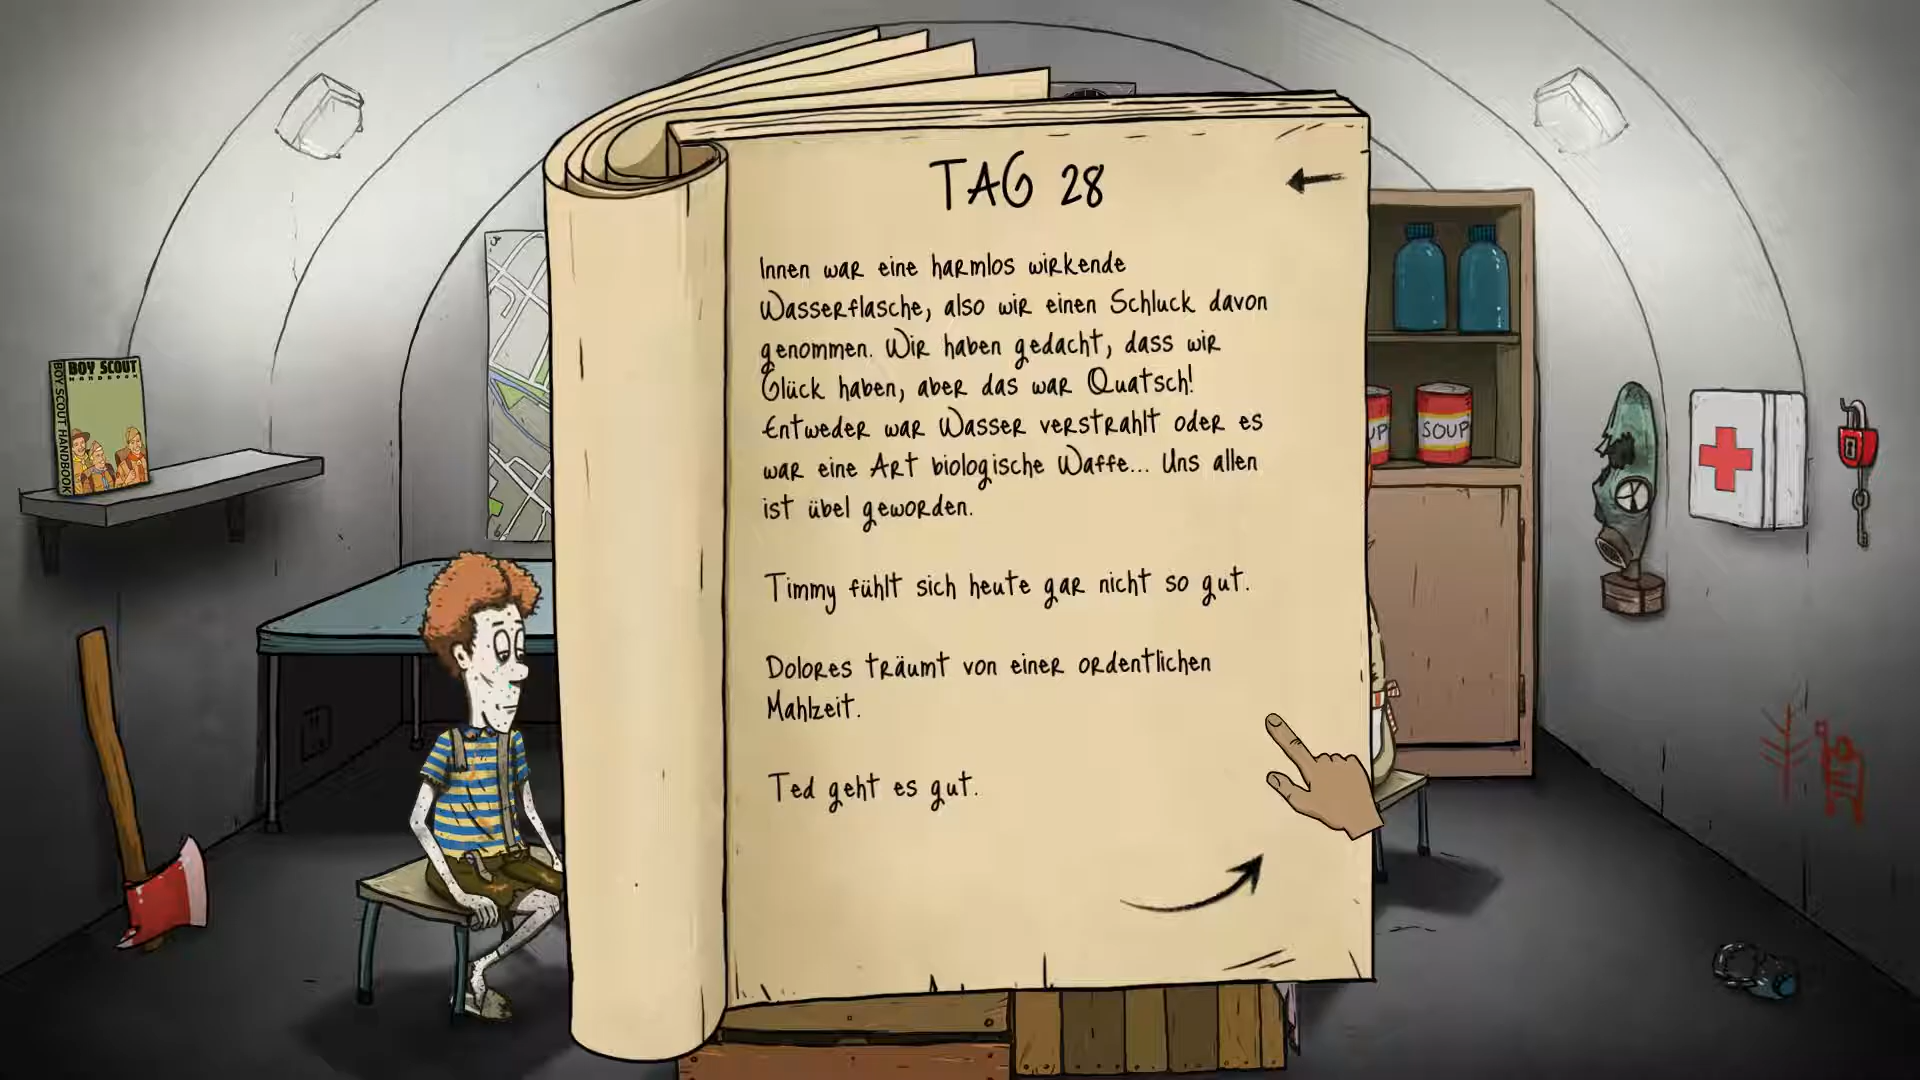 TAG 28
Innen war eine harmlos wirkende
Wasserflasche, also wir einen Schluck davon
genommen. Wir haben gedacht, dass wir
Glück haben, aber das war Quatsch!
Entweder war Wasser verstrahlt oder es
war eine Art biologische Waffe... Uns allen
ist übel geworden.
Timmy fühlt sich heute gar nicht so gut.
Dolores träumt von einer ordentlichen
Mahlzeit.
Ted geht es gut.
BOY SCOUT
HANDBOOK
BOY SCOUT HANDBOOK
UP
SOUP